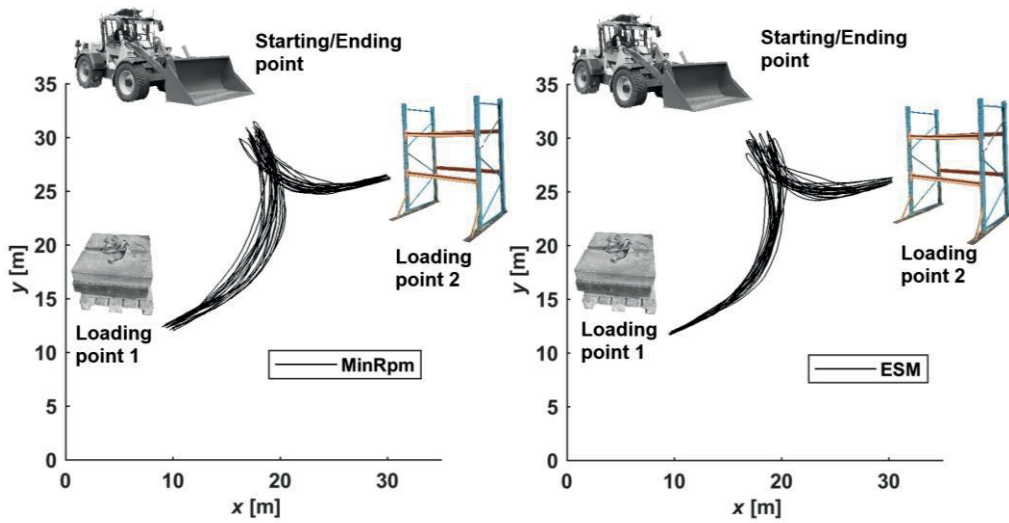 Starting/Ending
point
35
30
25
20
15
10
5
0
y [m]
Loading
point 2
Loading
point 1
MinRpm
0
10
20
30
x [m]
Starting/Ending
point
35
30
25
20
15
10
5
0
y [m]
Loading
point 2
Loading
point 1
ESM
0
10
20
30
x [m]